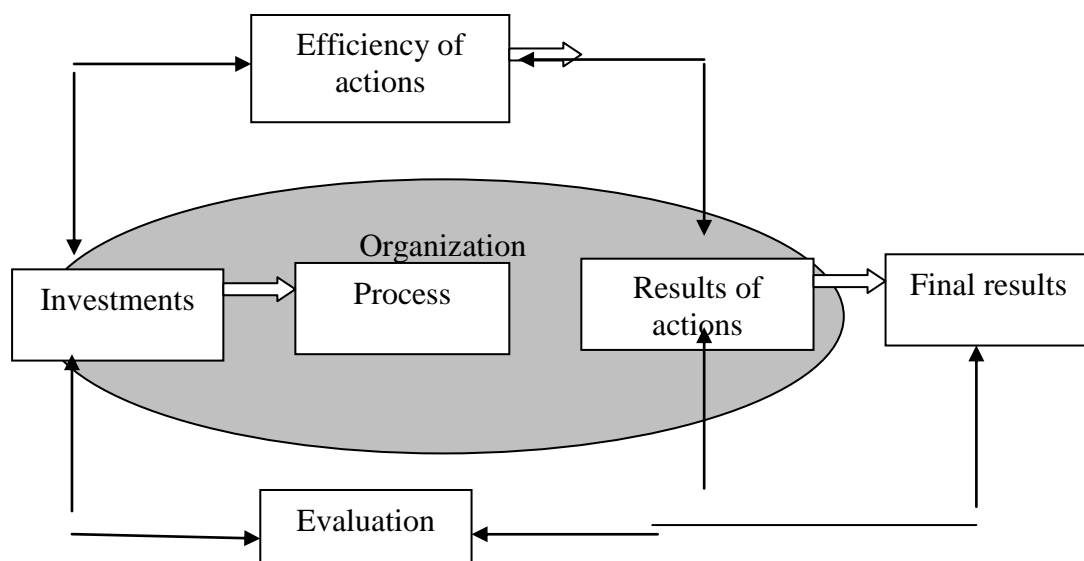 Efficiency of
actions
Organization
Investments
Process
Results of
actions
Final results
Evaluation